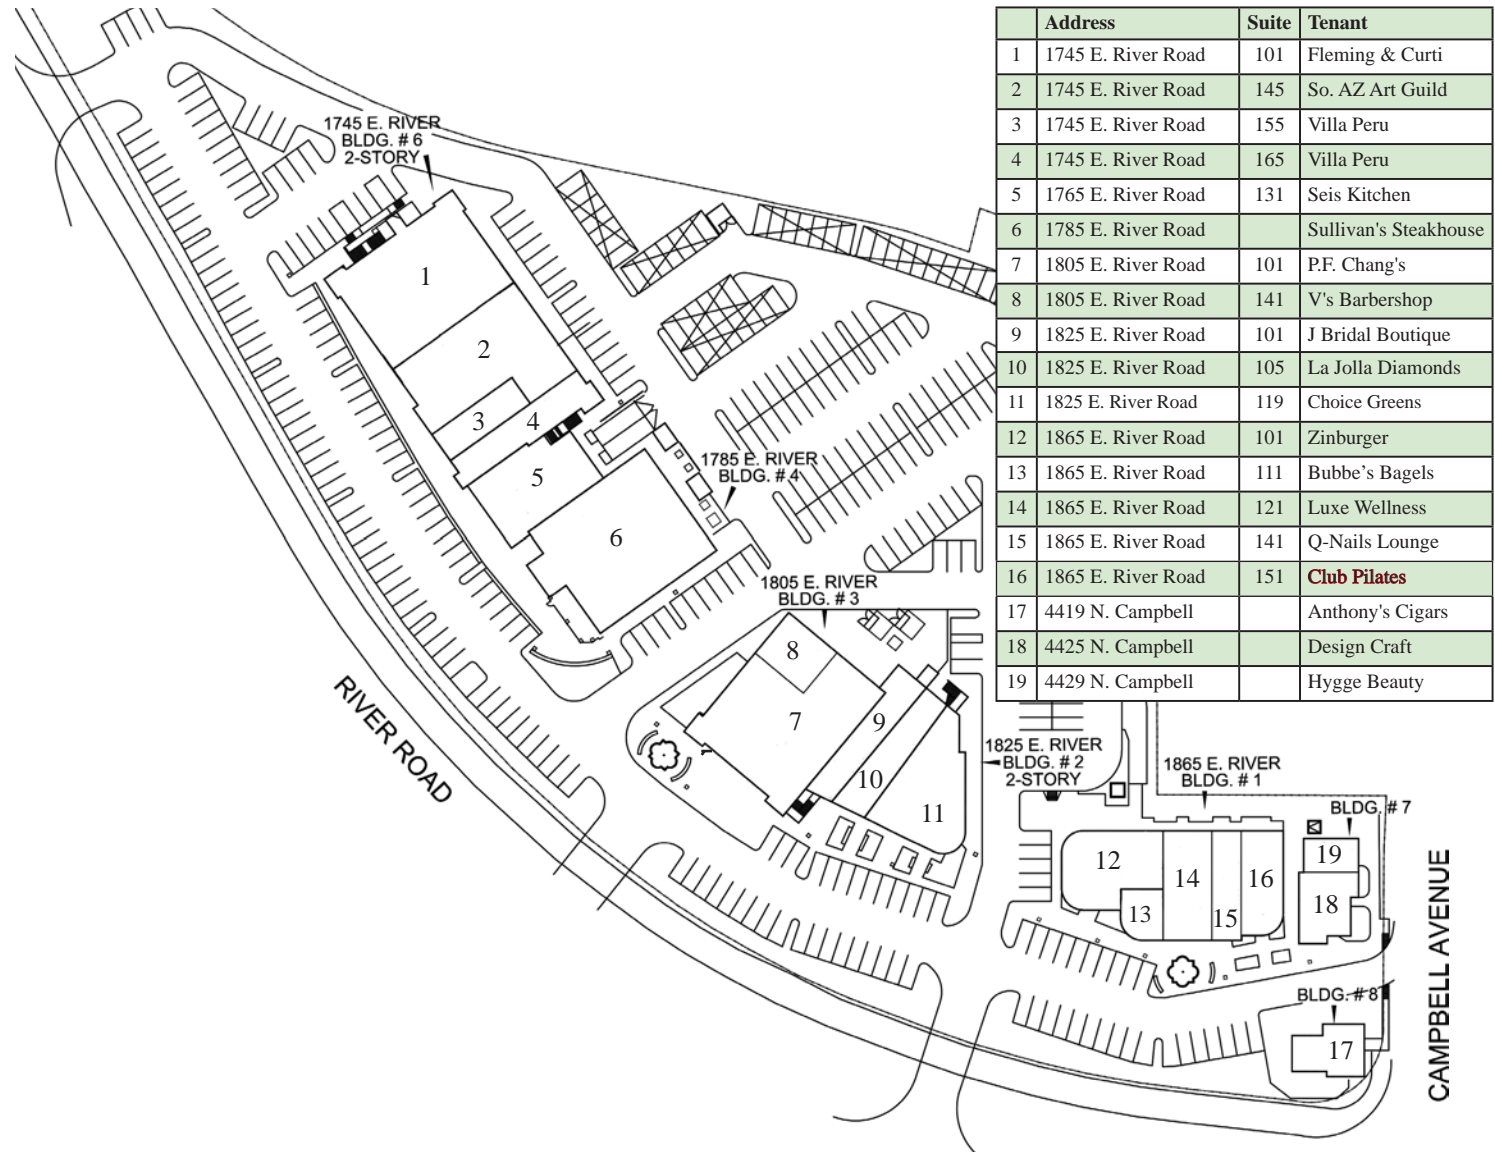 Address Suite Tenant
1 1745 E. River Road 101 Fleming & Curti
2 1745 E. River Road 145 So. AZ Art Guild
3 1745 E. River Road 155 Villa Peru
4 1745 E. River Road 165 Villa Peru
5 1765 E. River Road 131 Seis Kitchen
6 1785 E. River Road Sullivan's Steakhouse
7 1805 E. River Road 101 P.F. Chang's
8 1805 E. River Road 141 V's Barbershop
9 1825 E. River Road 101 J Bridal Boutique
10 1825 E. River Road 105 La Jolla Diamonds
11 1825 E. River Road 119 Choice Greens
12 1865 E. River Road 101 Zinburger
13 1865 E. River Road 111 Bubbe’s Bagels
14 1865 E. River Road 121 Luxe Wellness
15 1865 E. River Road 141 Q-Nails Lounge
16 1865 E. River Road 151 Club Pilates
17 4419 N. Campbell Anthony's Cigars
18 4425 N. Campbell Design Craft
19 4429 N. Campbell Hygge Beauty
1745 E. RIVER
BLDG. # 6
2-STORY
1
2
3
4
5
6
1785 E. RIVER
BLDG. # 4
1805 E. RIVER
BLDG. # 3
8
7
9
10
11
1825 E. RIVER
BLDG. # 2
2-STORY
1865 E. RIVER
BLDG. # 1
BLDG. # 7
12
13
14
15
16
19
18
BLDG. # 8
17
RIVER ROAD
CAMPBELL AVENUE